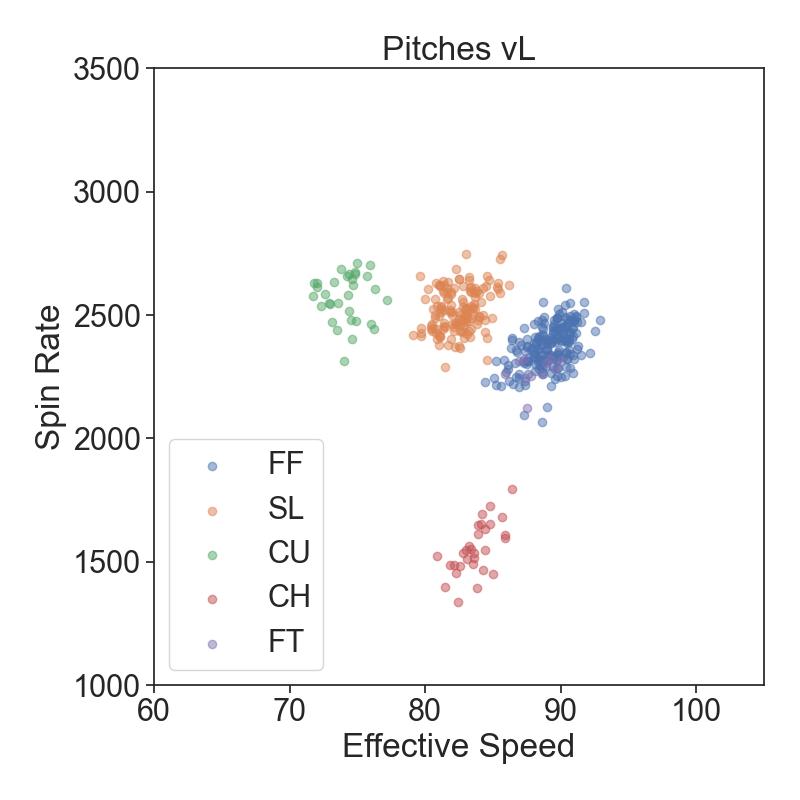 Pitches vL
Spin Rate
3500
3000
2500
2000
1500
1000
FF
SL
CU
CH
FT
60 70 80 90 100
Effective Speed